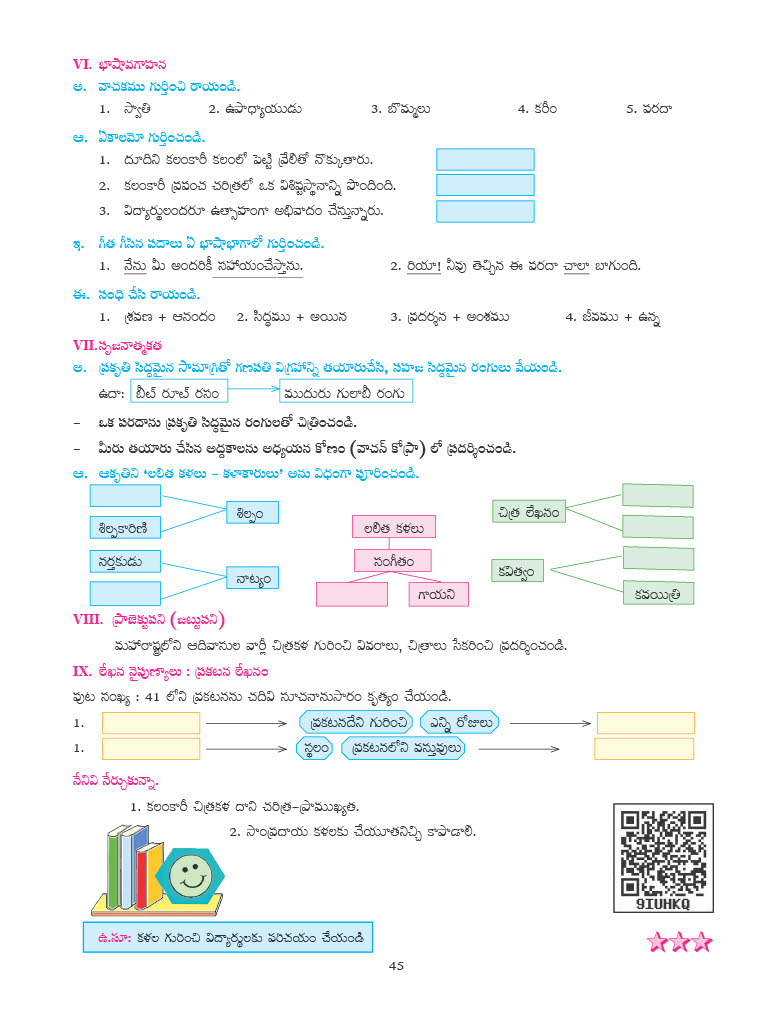 VI. భాషావగాహన
ఆ. వాచకము గుర్తించి రాయండి.
1. స్వాతి 2. ఉపాధ్యాయుడు 3. బొమ్మలు 4. కరీం 5. వరదా
ఆ. ఏకాలమో గుర్తించండి.
1. దూదిని కలంకారీ కలంలో పెట్టి వ్రేలితో నొక్కుతారు.
2. కలంకారీ ప్రపంచ చరిత్రలో ఒక విశిష్టస్థానాన్ని పొందింది.
3. విద్యార్థులందరూ ఉత్సాహంగా అభివాదం చేస్తున్నారు.
ఇ. గీత గీసిన పదాలు ఏ భాషాభాగాలో గుర్తించండి.
1. నేను మీ అందరికీ సహాయంచేస్తాను. 2. రియా! నీవు తెచ్చిన ఈ వరదా చాలా బాగుంది.
ఈ. సంధి చేసి రాయండి.
1. శ్రవణ + ఆనందం 2. సిద్ధము + అయిన 3. ప్రదర్శన + అంశము 4. జీవము + ఉన్న
VII.సృజనాత్మకత
అ. ప్రకృతి సిద్ధమైన సామాగ్రితో గణపతి విగ్రహాన్ని తయారుచేసి, సహజ సిద్ధమైన రంగులు వేయండి.
ఉదా: బీట్ రూట్ రసం ముదురు గులాబీ రంగు
– ఒక పరదాను ప్రకృతి సిద్ధమైన రంగులతో చిత్రించండి.
– మీరు తయారు చేసిన అద్దకాలను అధ్యయన కోణం (వాచన్ కోప్రా) లో ప్రదర్శించండి.
ఆ. ఆకృతిని ‘లలిత కళలు – కళాకారులు’ అను విధంగా పూరించండి.
శిల్పం
శిల్పకారిణి
నర్తకుడు
నాట్యం
లలిత కళలు
సంగీతం
గాయని
చిత్ర లేఖనం
కవిత్వం
కవయిత్రి
VIII. ప్రాజెక్టుపని (జట్టుపని)
మహారాష్ట్రలోని ఆదివాసుల వార్లీ చిత్రకళ గురించి వివరాలు, చిత్రాలు సేకరించి ప్రదర్శించండి.
IX. లేఖన నైపుణ్యాలు : ప్రకటన లేఖనం
పుట సంఖ్య : 41 లోని ప్రకటనను చదివి సూచనానుసారం కృత్యం చేయండి.
1. ప్రకటనదేని గురించి ఎన్ని రోజులు
1. స్థలం ప్రకటనలోని వస్తువులు
నేనివి నేర్చుకున్నా.
1. కలంకారీ చిత్రకళ దాని చరిత్ర–ప్రాముఖ్యత.
2. సాంప్రదాయ కళలకు చేయూతనిచ్చి కాపాడాలి.
9IUHKQ
ఉ.సూ: కళల గురించి విద్యార్థులకు పరిచయం చేయండి
45